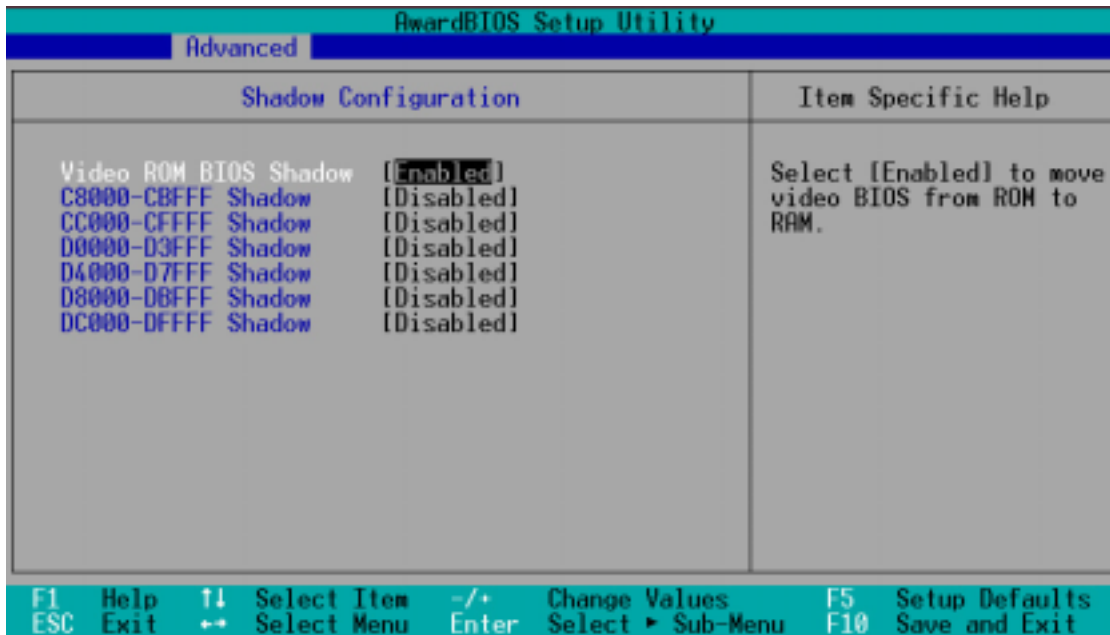 AwardBIOS Setup Utility
Advanced
Shadow Configuration
Item Specific Help
Video ROM BIOS Shadow [Enabled]
C8000-CBFFF Shadow [Disabled]
CC000-CFFFF Shadow [Disabled]
D0000-D3FFF Shadow [Disabled]
D4000-D7FFF Shadow [Disabled]
D8000-DBFFF Shadow [Disabled]
DC000-DFFFF Shadow [Disabled]
Select [Enabled] to move
video BIOS from ROM to
RAM.
F1 Help ↑↓ Select Item -/+ Change Values F5 Setup Defaults
ESC Exit ←→ Select Menu Enter Select ► Sub-Menu F10 Save and Exit